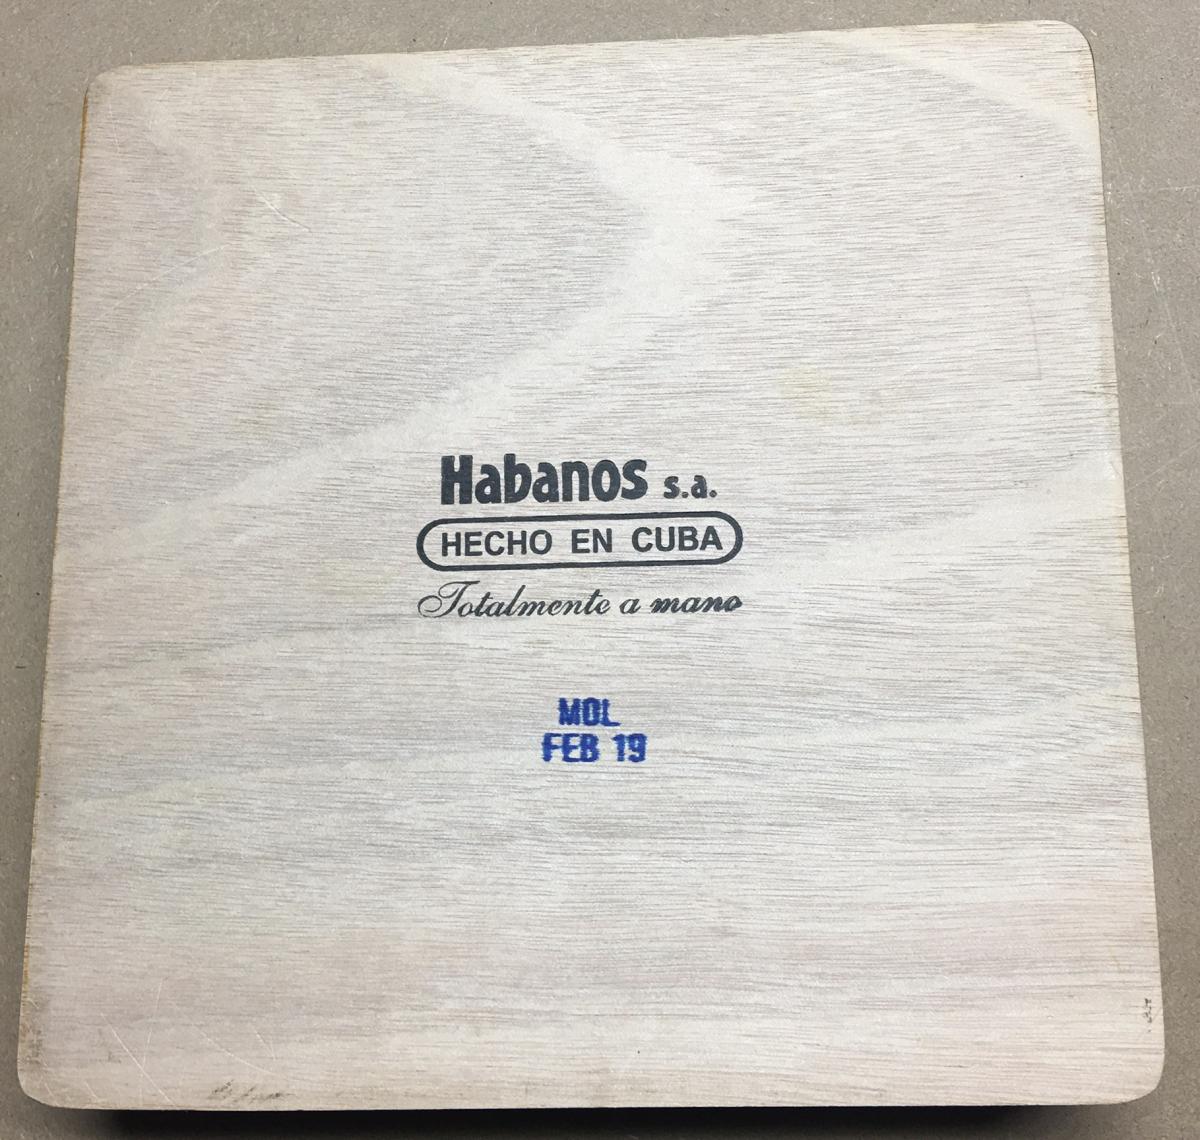 Habanos s.a.
HECHO EN CUBA
Totalmente a mano
MOL
FEB 19